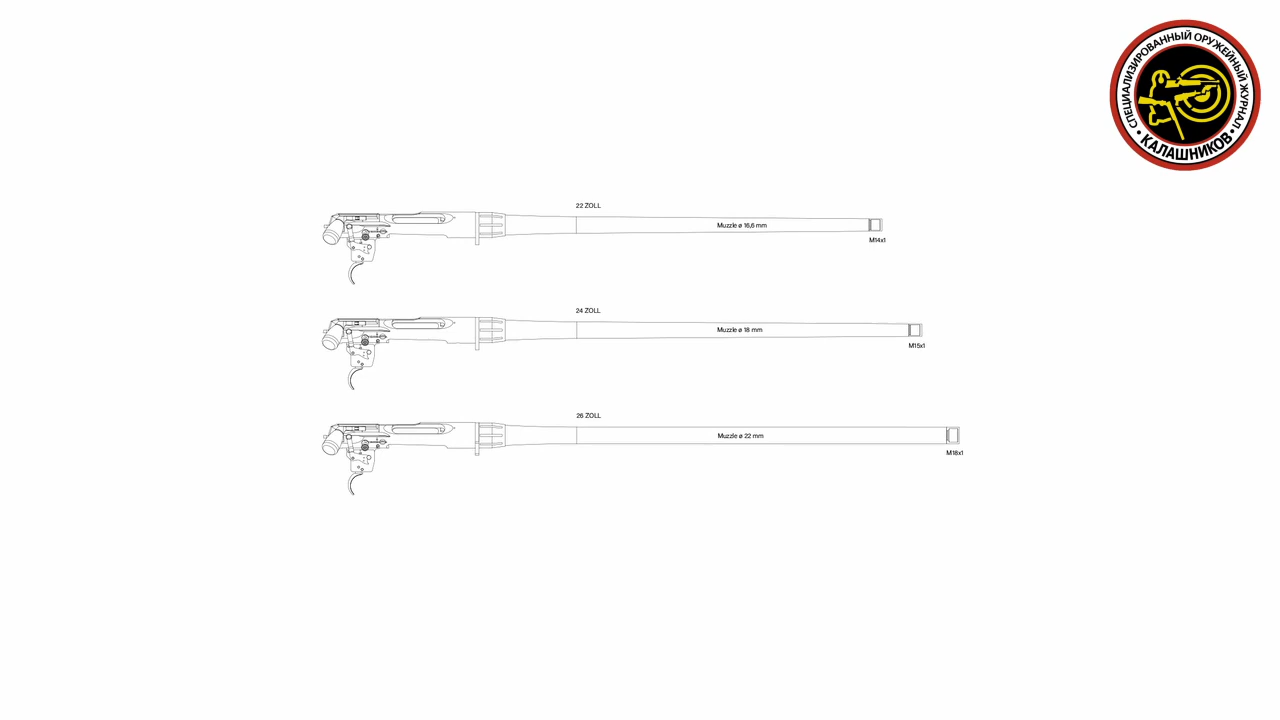 СПЕЦИАЛИЗИРОВАННЫЙ ОРУЖЕЙНЫЙ ЖУРНАЛ
• КАЛАШНИКОВ •
22 ZOLL
Muzzle ø 16,6 mm
M14x1
24 ZOLL
Muzzle ø 18 mm
M15x1
26 ZOLL
Muzzle ø 22 mm
M18x1